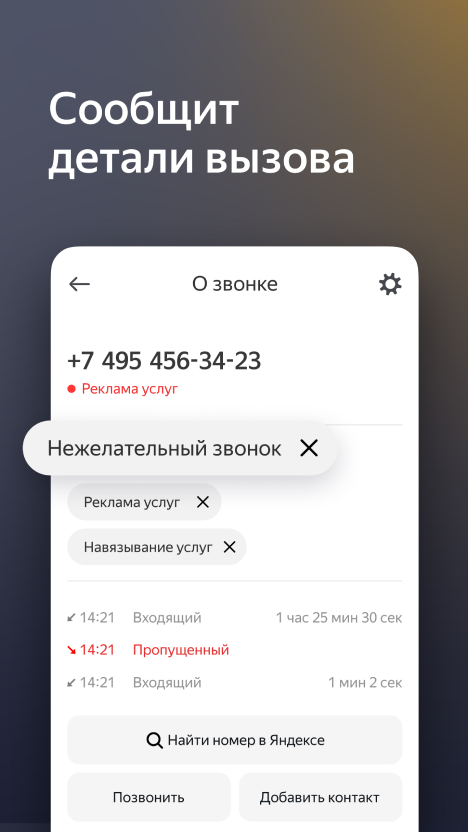 Сообщит
детали вызова
О звонке
+7 495 456-34-23
Реклама услуг
Нежелательный звонок
Реклама услуг
Навязывание услуг
14:21 Входящий 1 час 25 мин 30 сек
14:21 Пропущенный
14:21 Входящий 1 мин 2 сек
Найти номер в Яндексе
Позвонить Добавить контакт